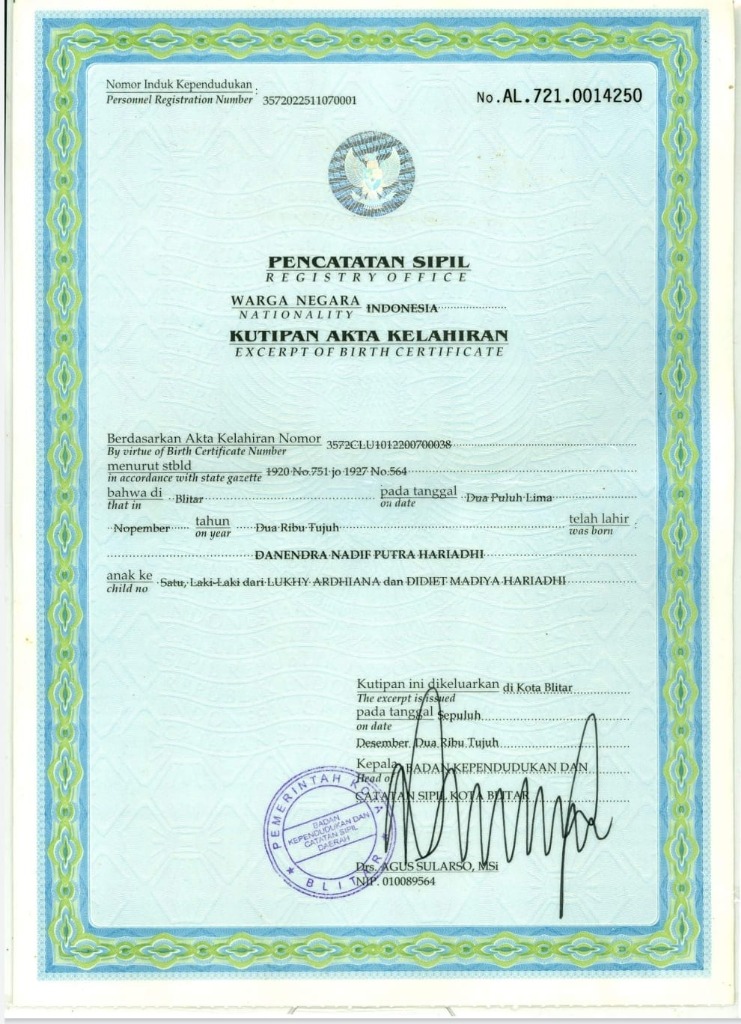 Nomor Induk Kependudukan :
Personnel Registration Number 3572022511070001
No.AL.721.0014250
PENCATATAN SIPIL
REGISTRY OFFICE
WARGA NEGARA INDONESIA
NATIONALITY
KUTIPAN AKTA KELAHIRAN
EXCERPT OF BIRTH CERTIFICATE
Berdasarkan Akta Kelahiran Nomor 3572CLU1012200700038
By virtue of Birth Certificate Number
menurut stbld 1920 No.751 jo 1927 No.564
in accordance with state gazette
bahwa di Blitar pada tanggal Dua Puluh Lima
that in on date
Nopember tahun Dua Ribu Tujuh telah lahir :
on year was born
DANENDRA NADIF PUTRA HARIADHI
anak ke Satu, Laki-Laki dari LUKHY ARDHIANA dan DIDIET MADIYA HARIADHI
child no
Kutipan ini dikeluarkan di Kota Blitar
The excerpt is issued
pada tanggal Sepuluh
on date
Desember Dua Ribu Tujuh
Kepala BADAN KEPENDUDUKAN DAN
Head of
CATATAN SIPIL KOTA BLITAR
PEMERINTAH KOTA
BADAN
KEPENDUDUKAN DAN
CATATAN SIPIL
DAERAH
BLITAR
Drs. AGUS SULARSO, MSi
NIP. 010089564